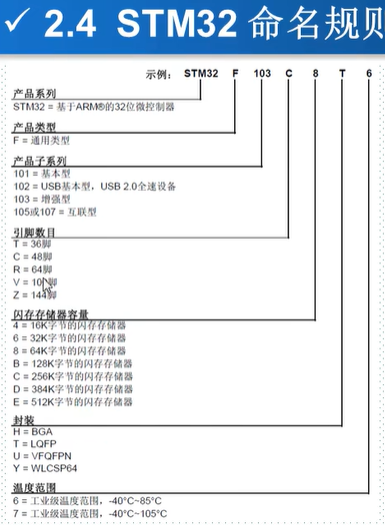 ✓ 2.4 STM32 命名规则
示例: STM32 F 103 C 8 T 6
产品系列
STM32 = 基于ARM®的32位微控制器
产品类型
F = 通用类型
产品子系列
101 = 基本型
102 = USB基本型, USB 2.0全速设备
103 = 增强型
105或107 = 互联型
引脚数目
T = 36脚
C = 48脚
R = 64脚
V = 100脚
Z = 144脚
闪存存储器容量
4 = 16K字节的闪存存储器
6 = 32K字节的闪存存储器
8 = 64K字节的闪存存储器
B = 128K字节的闪存存储器
C = 256K字节的闪存存储器
D = 384K字节的闪存存储器
E = 512K字节的闪存存储器
封装
H = BGA
T = LQFP
U = VFQFPN
Y = WLCSP64
温度范围
6 = 工业级温度范围, -40°C~85°C
7 = 工业级温度范围, -40°C~105°C